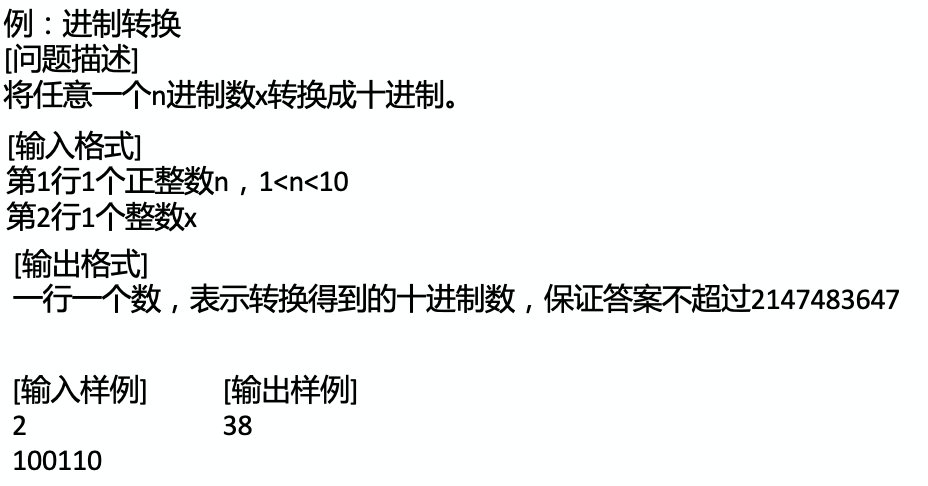 例：进制转换
[问题描述]
将任意一个n进制数x转换成十进制。
[输入格式]
第1行1个正整数n，1<n<10
第2行1个整数x
[输出格式]
一行一个数，表示转换得到的十进制数，保证答案不超过2147483647
[输入样例] [输出样例]
2 38
100110